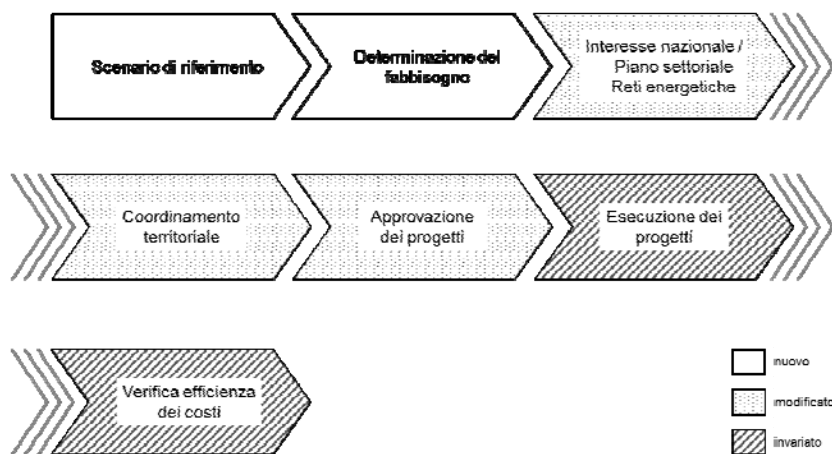 Scenario di riferimento
Determinazione del
fabbisogno
Interesse nazionale /
Piano settoriale
Reti energetiche
Coordinamento
territoriale
Approvazione
dei progetti
Esecuzione dei
progetti
Verifica efficienza
dei costi
nuovo
modificato
invariato